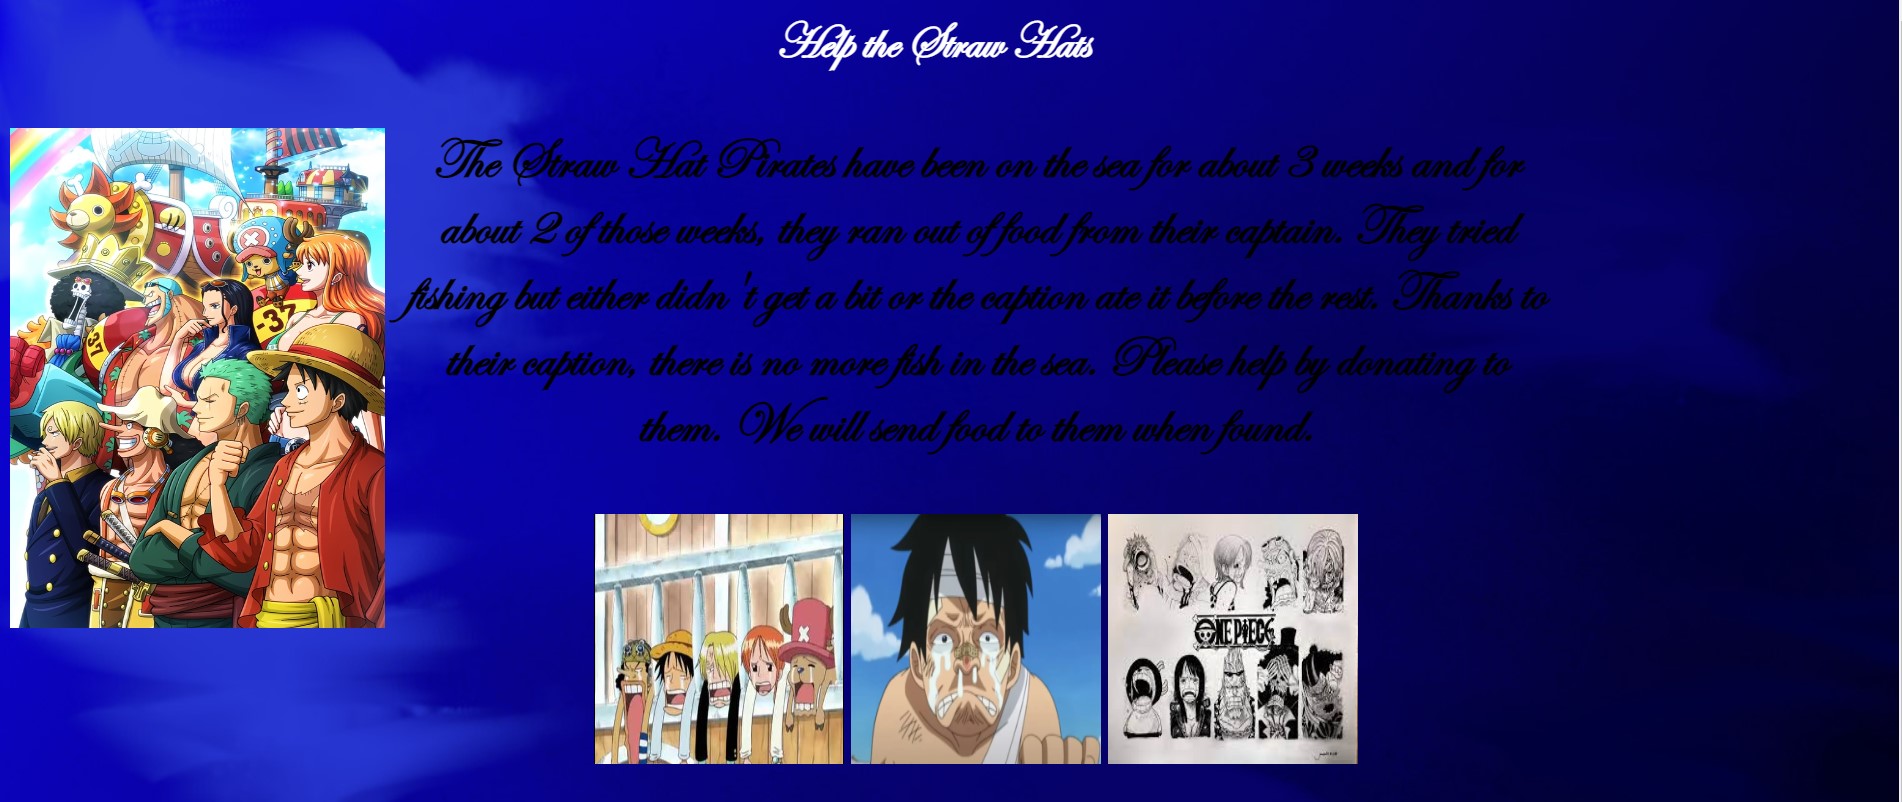 Help the Straw Hats
The Straw Hat Pirates have been on the sea for about 3 weeks and for
about 2 of those weeks, they ran out of food from their captain. They tried
fishing but either didn't get a bit or the caption ate it before the rest. Thanks to
their caption, there is no more fish in the sea. Please help by donating to
them. We will send food to them when found.
-37
37
ONE PIECE